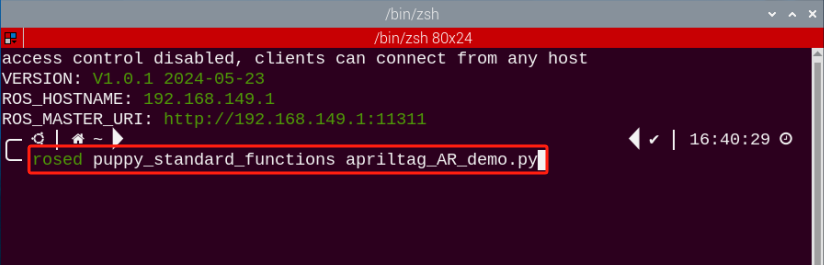 /bin/zsh
/bin/zsh 80x24
access control disabled, clients can connect from any host
VERSION: V1.0.1 2024-05-23
ROS_HOSTNAME: 192.168.149.1
ROS_MASTER_URI: http://192.168.149.1:11311
~ ✔ 16:40:29
rosed puppy_standard_functions apriltag_AR_demo.py